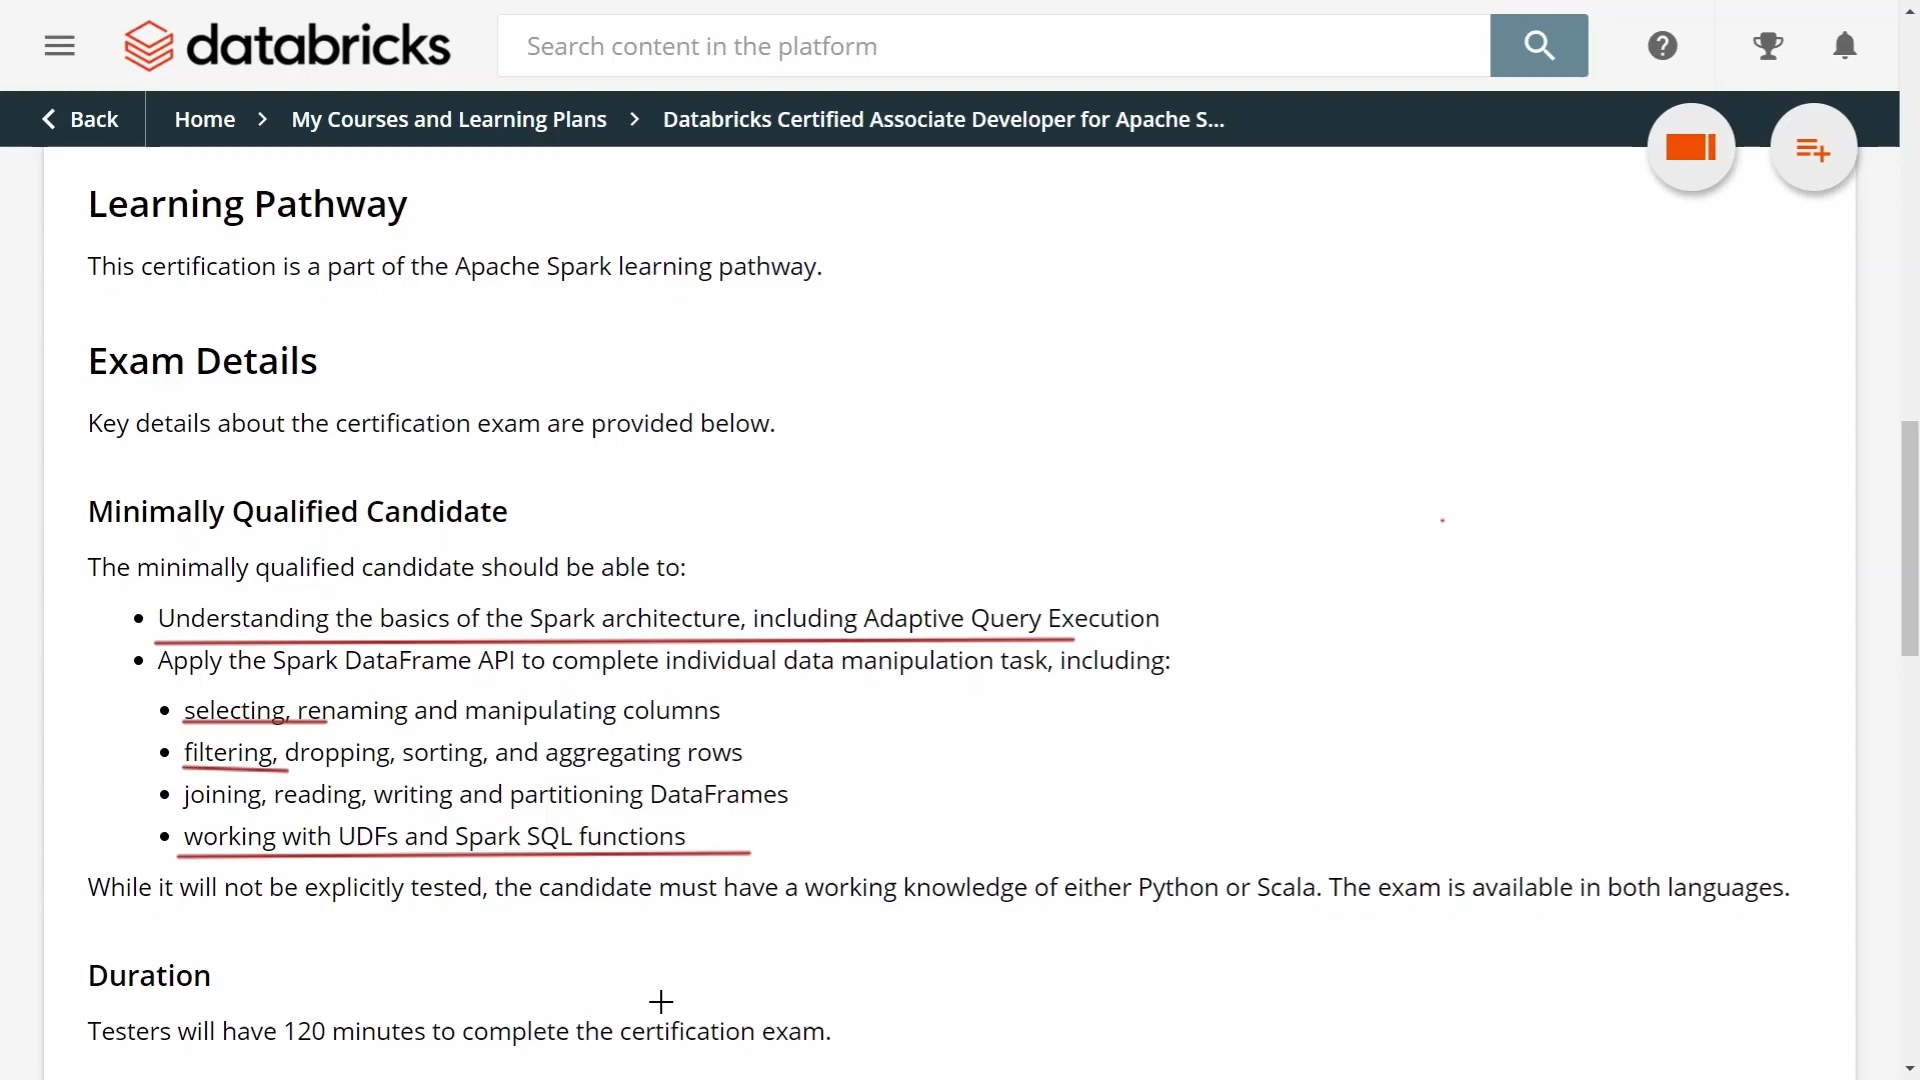 databricks
Search content in the platform
Back
Home > My Courses and Learning Plans > Databricks Certified Associate Developer for Apache S...
Learning Pathway
This certification is a part of the Apache Spark learning pathway.
Exam Details
Key details about the certification exam are provided below.
Minimally Qualified Candidate
The minimally qualified candidate should be able to:
• Understanding the basics of the Spark architecture, including Adaptive Query Execution
• Apply the Spark DataFrame API to complete individual data manipulation task, including:
• selecting, renaming and manipulating columns
• filtering, dropping, sorting, and aggregating rows
• joining, reading, writing and partitioning DataFrames
• working with UDFs and Spark SQL functions
While it will not be explicitly tested, the candidate must have a working knowledge of either Python or Scala. The exam is available in both languages.
Duration
Testers will have 120 minutes to complete the certification exam.